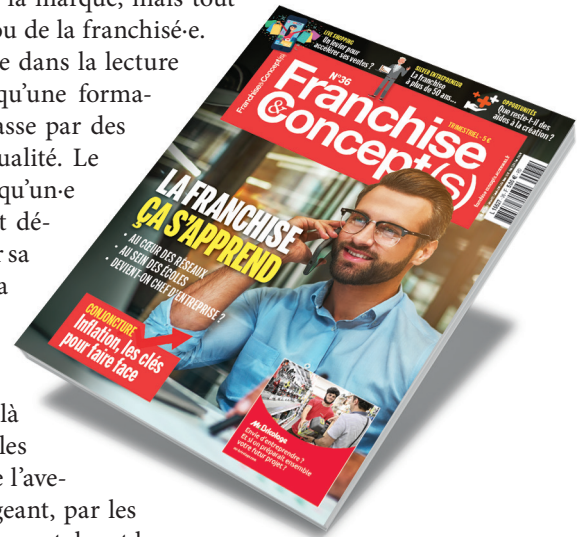 la marque, mais tout
ou de la franchisé·e.
e dans la lecture
qu'une forma-
asse par des
ualité. Le
qu'un·e
t dé-
r sa
a
là
les
e l'ave-
geant, par les
LIVE SHOPPING
Un levier pour
accélérer ses ventes ?
SILVER ENTREPRENEUR
La franchise
à plus de 50 ans...
OPPORTUNITÉS
Que reste-t-il des
aides à la création ?
N°36
TRIMESTRIEL - 5 €
Franchise
&Concept(s)
LA FRANCHISE
ÇA S'APPREND
• AU CŒUR DES RÉSEAUX
• AU SEIN DES ÉCOLES
• DEVIENT-ON CHEF D'ENTREPRISE ?
CONJONCTURE
Inflation, les clés
pour faire face
Mr.Bricolage
Envie d'entreprendre ?
Et si on préparait ensemble
votre futur projet ?